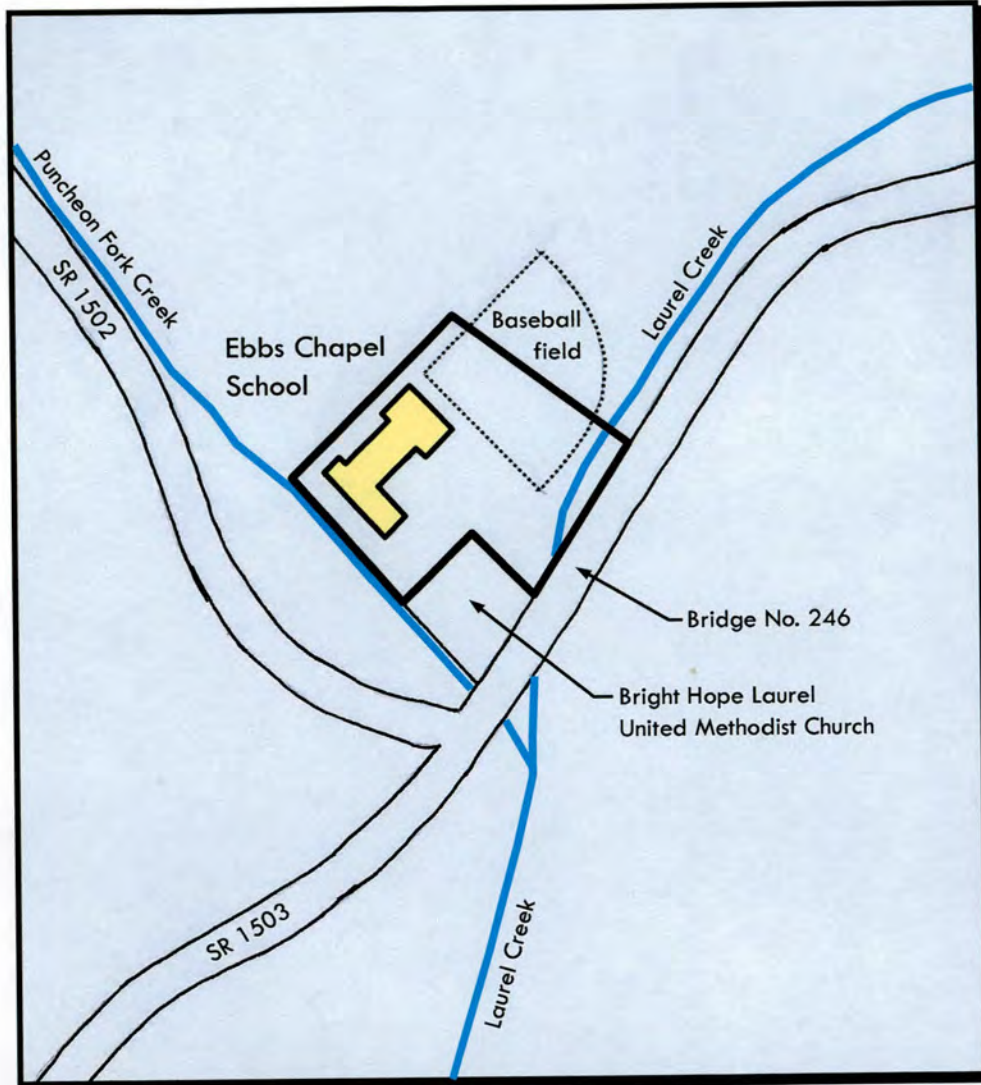 Puncheon Fork Creek
SR 1502
Laurel Creek
Baseball
field
Ebbs Chapel
School
Bridge No. 246
Bright Hope Laurel
United Methodist Church
SR 1503
Laurel Creek